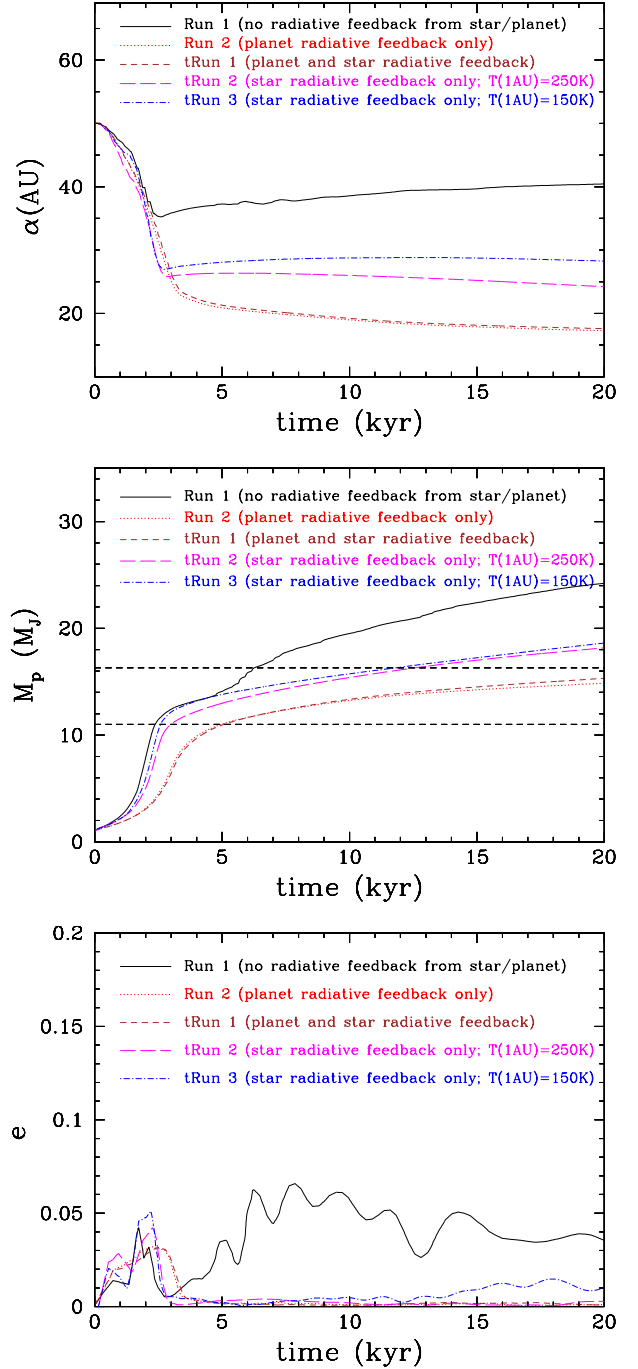 Run 1 (no radiative feedback from star/planet)
Run 2 (planet radiative feedback only)
tRun 1 (planet and star radiative feedback)
tRun 2 (star radiative feedback only; T(1AU)=250K)
tRun 3 (star radiative feedback only; T(1AU)=150K)
60
40
20
α(AU)
0 5 10 15 20
time (kyr)
Run 1 (no radiative feedback from star/planet)
Run 2 (planet radiative feedback only)
tRun 1 (planet and star radiative feedback)
tRun 2 (star radiative feedback only; T(1AU)=250K)
tRun 3 (star radiative feedback only; T(1AU)=150K)
30
20
10
0
M_p (M_J)
0 5 10 15 20
time (kyr)
Run 1 (no radiative feedback from star/planet)
Run 2 (planet radiative feedback only)
tRun 1 (planet and star radiative feedback)
tRun 2 (star radiative feedback only; T(1AU)=250K)
tRun 3 (star radiative feedback only; T(1AU)=150K)
0.2
0.15
0.1
0.05
0
e
0 5 10 15 20
time (kyr)